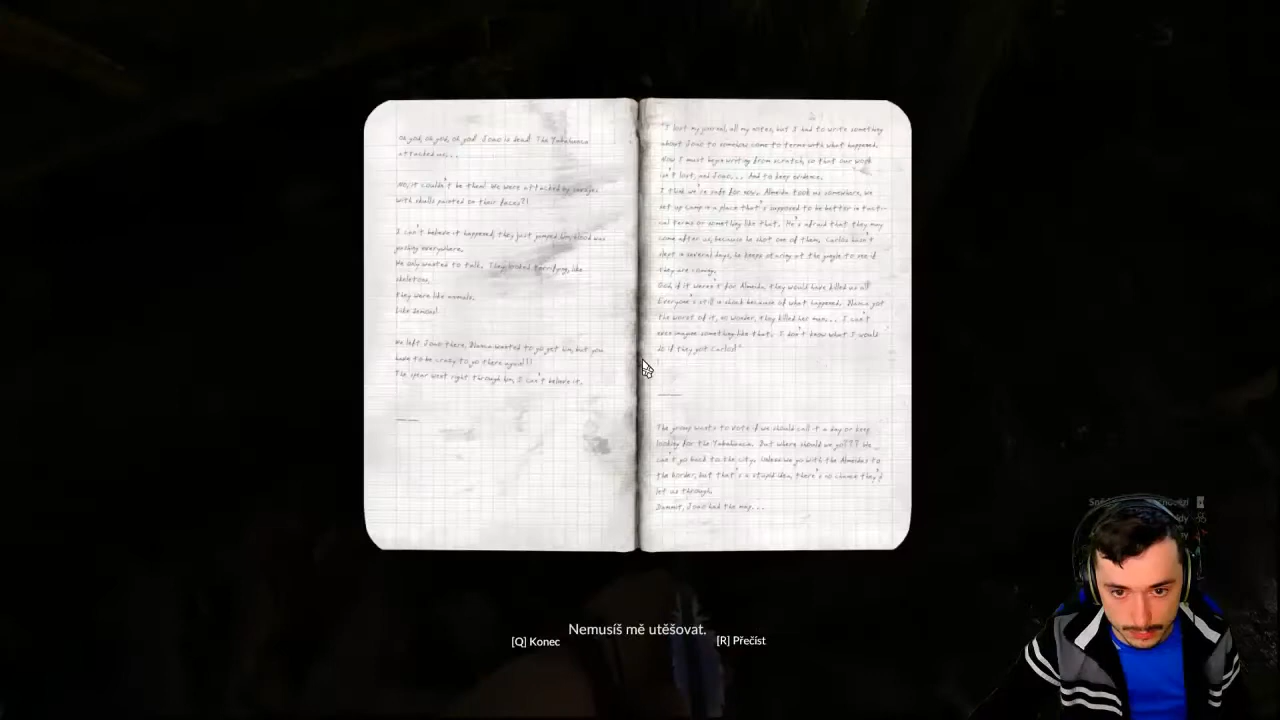 Oh god, oh god, oh god! Joao is dead! The Yabahuaca
attacked us...
No, it couldn't be them! We were attacked by savages
with skulls painted on their faces?!
I can't believe it happened, they just jumped him, blood was
gushing everywhere.
He only wanted to talk. They looked terrifying, like
skeletons.
They were like animals.
Like demons!
We left Joao there, Diana wanted to go get him, but you
have to be crazy to go there again!!!
The spear went right through him, I can't believe it.
"I lost my journal, all my notes, but I had to write something
about Joao to somehow come to terms with what happened.
Now I must begin writing from scratch, so that our work
isn't lost, and Joao... And to keep evidence.
I think we're safe for now. Almeida took us somewhere, we
set up camp in a place that's supposed to be better in tacti-
cal terms or something like that. He's afraid that they may
come after us, because he shot one of them. Carlos hasn't
slept in several days, he keeps staring at the jungle to see if
they are coming.
God, if it weren't for Almeida, they would have killed us all!
Everyone's still in shock because of what happened. Diana got
the worst of it, no wonder, they killed her man... I can't
even imagine something like that. I don't know what I would
do if they got Carlos!"
The group wants to vote if we should call it a day or keep
looking for the Yabahuaca. But where should we go??? We
can't go back to the city. Unless we go with the Almeidas to
the border, but that's a stupid idea, there's no chance they'd
let us through.
Dammit, Joao had the map...
Nemusíš mě utěšovat.
[Q] Konec
[R] Přečíst